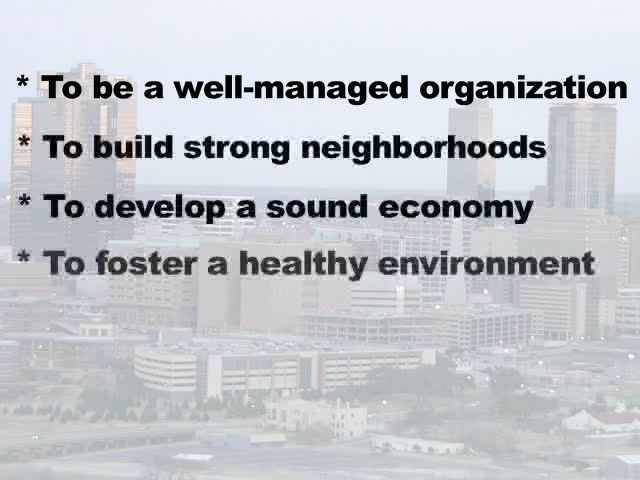 * To be a well-managed organization
* To build strong neighborhoods
* To develop a sound economy
* To foster a healthy environment